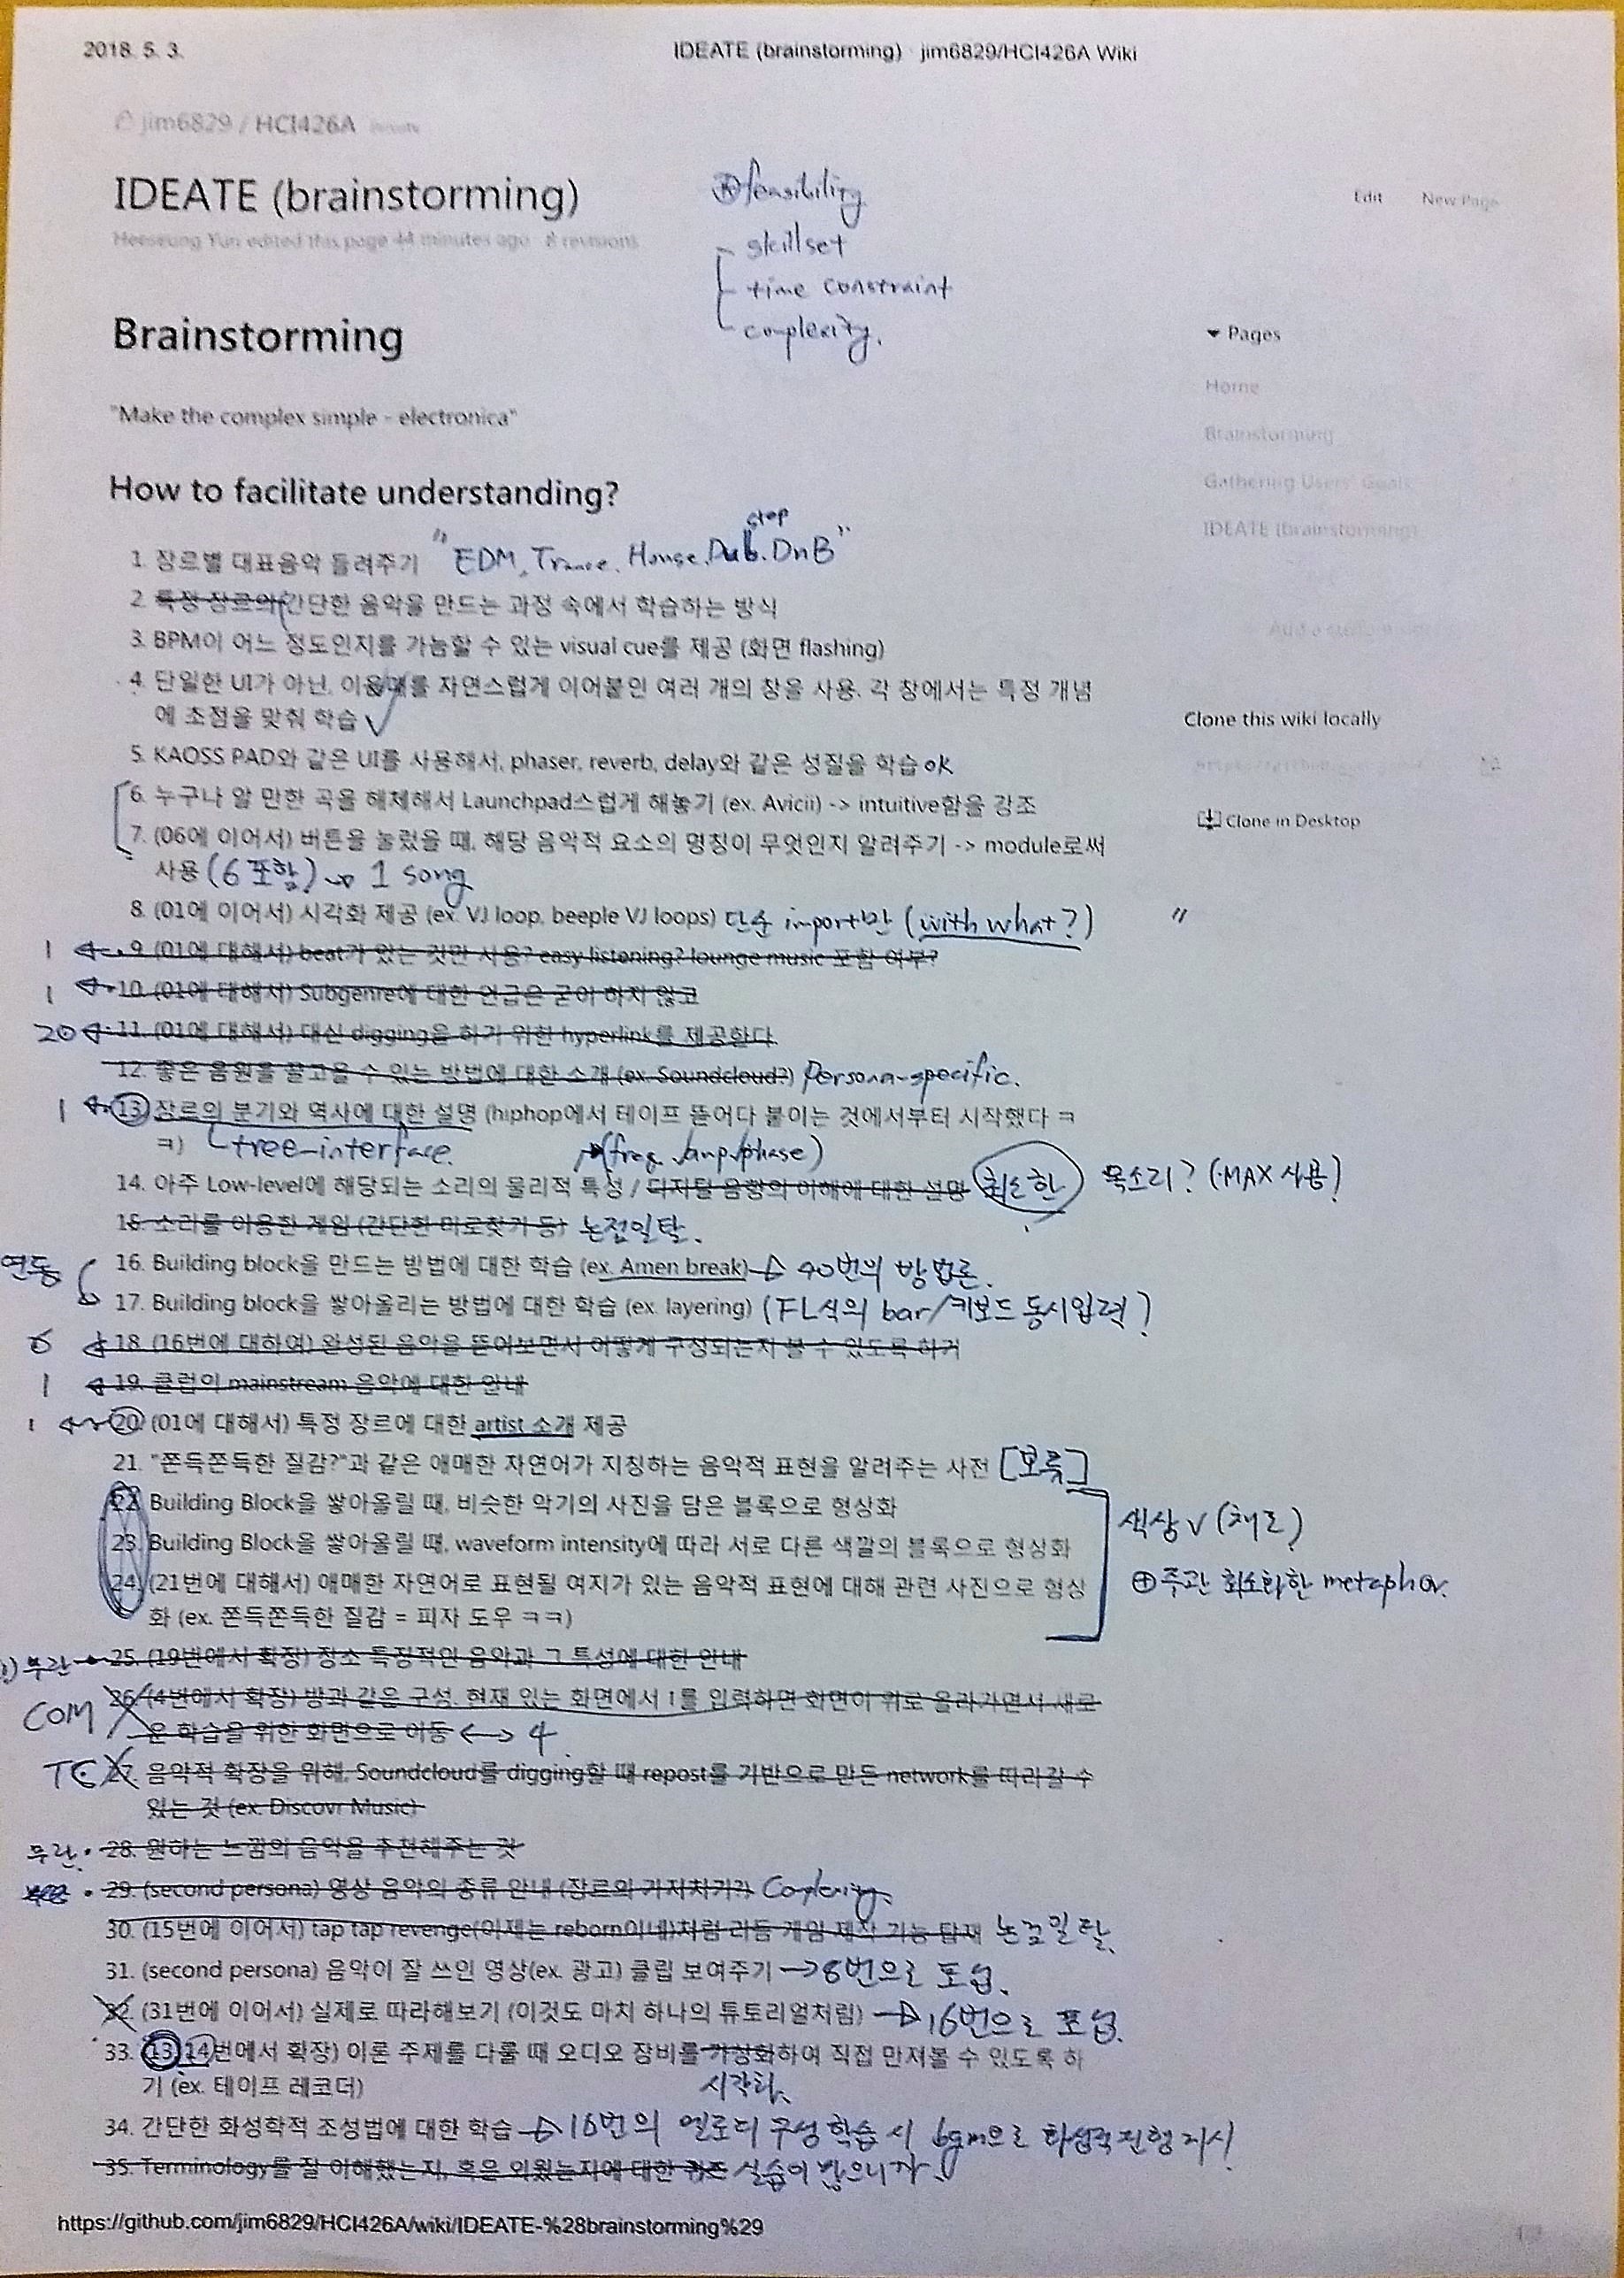 2018. 5. 3.
IDEATE (brainstorming) · jim6829/HCI426A Wiki
jim6829 / HCI426A Private
IDEATE (brainstorming)
Heeseung Yun edited this page 44 minutes ago · 8 revisions
Edit
New Page
feasibility
skillset
time constraint
complexity.
Brainstorming
"Make the complex simple - electronica"
How to facilitate understanding?
1. 장르별 대표음악 들려주기 "EDM, Trance, House, Dubstep. DnB"
2. 특정 장르의 간단한 음악을 만드는 과정 속에서 학습하는 방식
3. BPM이 어느 정도인지를 가늠할 수 있는 visual cue를 제공 (화면 flashing)
4. 단일한 UI가 아닌, 이음매를 자연스럽게 이어붙인 여러 개의 창을 사용. 각 창에서는 특정 개념
에 초점을 맞춰 학습 ✓
5. KAOSS PAD와 같은 UI를 사용해서, phaser, reverb, delay와 같은 성질을 학습 OK
6. 누구나 알 만한 곡을 해체해서 Launchpad스럽게 해놓기 (ex. Avicii) -> intuitive함을 강조
7. (06에 이어서) 버튼을 눌렀을 때, 해당 음악적 요소의 명칭이 무엇인지 알려주기 -> module로써
사용 (6 포함) → 1 song
8. (01에 이어서) 시각화 제공 (ex. VJ loop, beeple VJ loops) 단순 import만 (with what?) "
1 ← 9. (01에 대해서) beat가 있는 것만 사용? easy listening? lounge music 포함 여부?
1 ← 10. (01에 대해서) Subgenre에 대한 언급은 굳이 하지 않고
20 ← 11. (01에 대해서) 대신 digging을 하기 위한 hyperlink를 제공한다
12. 좋은 음원을 끌고올 수 있는 방법에 대한 소개 (ex. Soundcloud?) Persona-specific.
1 ← 13. 장르의 분기와 역사에 대한 설명 (hiphop에서 테이프 뜯어다 붙이는 것에서부터 시작했다 ㅋ
ㅋ) tree-interface. (freq/amp/phase)
14. 아주 Low-level에 해당되는 소리의 물리적 특성 / 디지털 음향의 이해에 대한 설명 최소한 목소리? (MAX 사용)
15. 소리를 이용한 게임 (간단한 미로찾기 등) 논점일탈.
연동 16. Building block을 만드는 방법에 대한 학습 (ex. Amen break) → 40번의 방법론.
17. Building block을 쌓아올리는 방법에 대한 학습 (ex. layering) (FL식의 bar/키보드 동시입력?)
6 ← 18. (16번에 대하여) 완성된 음악을 뜯어보면서 어떻게 구성되는지 볼 수 있도록 하기
1 ← 19. 클럽의 mainstream 음악에 대한 안내
1 ← 20. (01에 대해서) 특정 장르에 대한 artist 소개 제공
21. "쫀득쫀득한 질감?"과 같은 애매한 자연어가 지칭하는 음악적 표현을 알려주는 사전 [보류]
22. Building Block을 쌓아올릴 때, 비슷한 악기의 사진을 담은 블록으로 형상화
23. Building Block을 쌓아올릴 때, waveform intensity에 따라 서로 다른 색깔의 블록으로 형상화
24. (21번에 대해서) 애매한 자연어로 표현될 여지가 있는 음악적 표현에 대해 관련 사진으로 형상
화 (ex. 쫀득쫀득한 질감 = 피자 도우 ㅋㅋ)
색상 ∨ (채도)
⊕ 주관 최소화한 metaphor.
무관 25. (19번에서 확장) 장소 특징적인 음악과 그 특성에 대한 안내
COM 26. (4번에서 확장) 방과 같은 구성. 현재 있는 화면에서 1를 입력하면 화면이 위로 올라가면서 새로
운 학습을 위한 화면으로 이동 ↔ 4
27. 음악적 확장을 위해, Soundcloud를 digging할 때 repost를 기반으로 만든 network를 따라갈 수
있는 것 (ex. Discovr Music)
무관. 28. 원하는 느낌의 음악을 추천해주는 것
29. (second persona) 영상 음악의 종류 안내 (장르의 가지치기?)
30. (15번에 이어서) tap tap revenge(이제는 reborn이네)처럼 리듬 게임 제작 기능 탑재 논점일탈.
31. (second persona) 음악이 잘 쓰인 영상(ex. 광고) 클립 보여주기 → 8번으로 포섭.
32. (31번에 이어서) 실제로 따라해보기 (이것도 마치 하나의 튜토리얼처럼) → 16번으로 포섭.
33. (13, 14번에서 확장) 이론 주제를 다룰 때 오디오 장비를 가상화하여 직접 만져볼 수 있도록 하
기 (ex. 테이프 레코더) 시각화
34. 간단한 화성학적 조성법에 대한 학습 → 16번의 멜로디 구성 학습 시 bgm으로 화성학 진행 지시
35. Terminology를 잘 이해했는지, 혹은 외웠는지에 대한 퀴즈 실습이 많으니까.
Pages
Home
Brainstorming
Gathering Users' Goals
IDEATE (brainstorming)
Clone this wiki locally
Clone in Desktop
https://github.com/jim6829/HCI426A/wiki/IDEATE-%28brainstorming%29